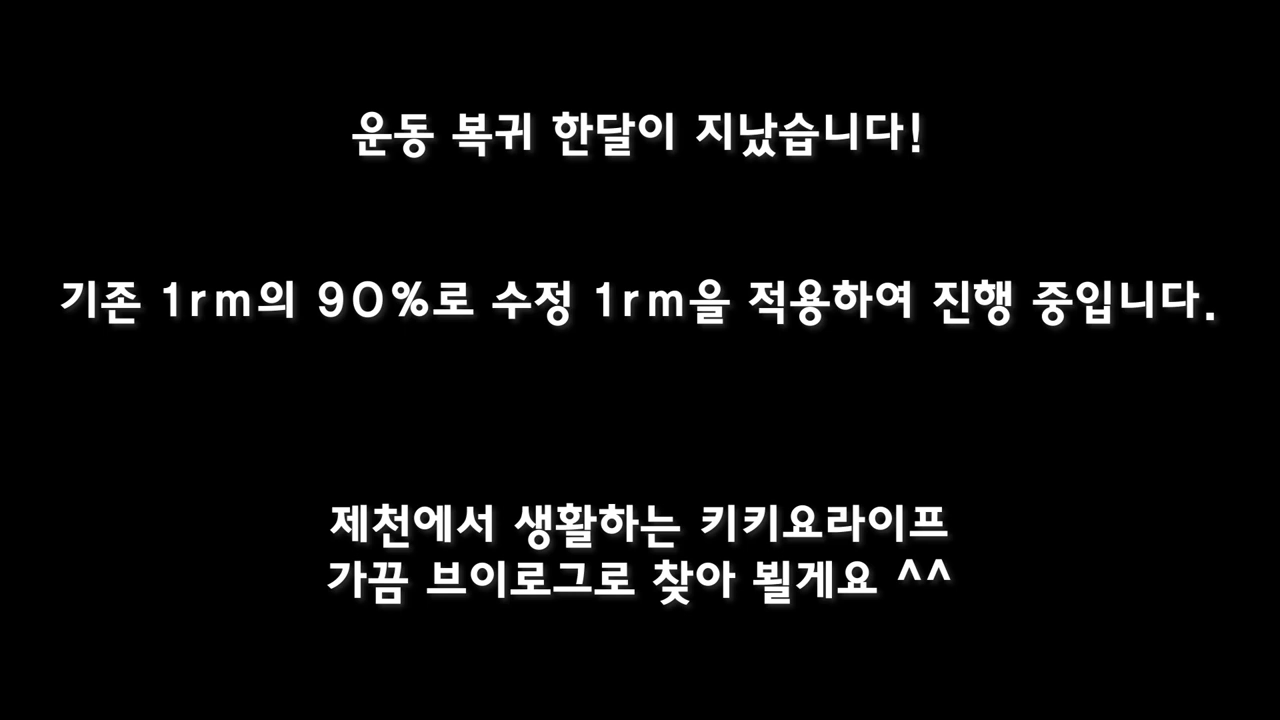 운동 복귀 한달이 지났습니다!
기존 1rm의 90%로 수정 1rm을 적용하여 진행 중입니다.
제천에서 생활하는 키키요라이프
가끔 브이로그로 찾아 뵐게요 ^^